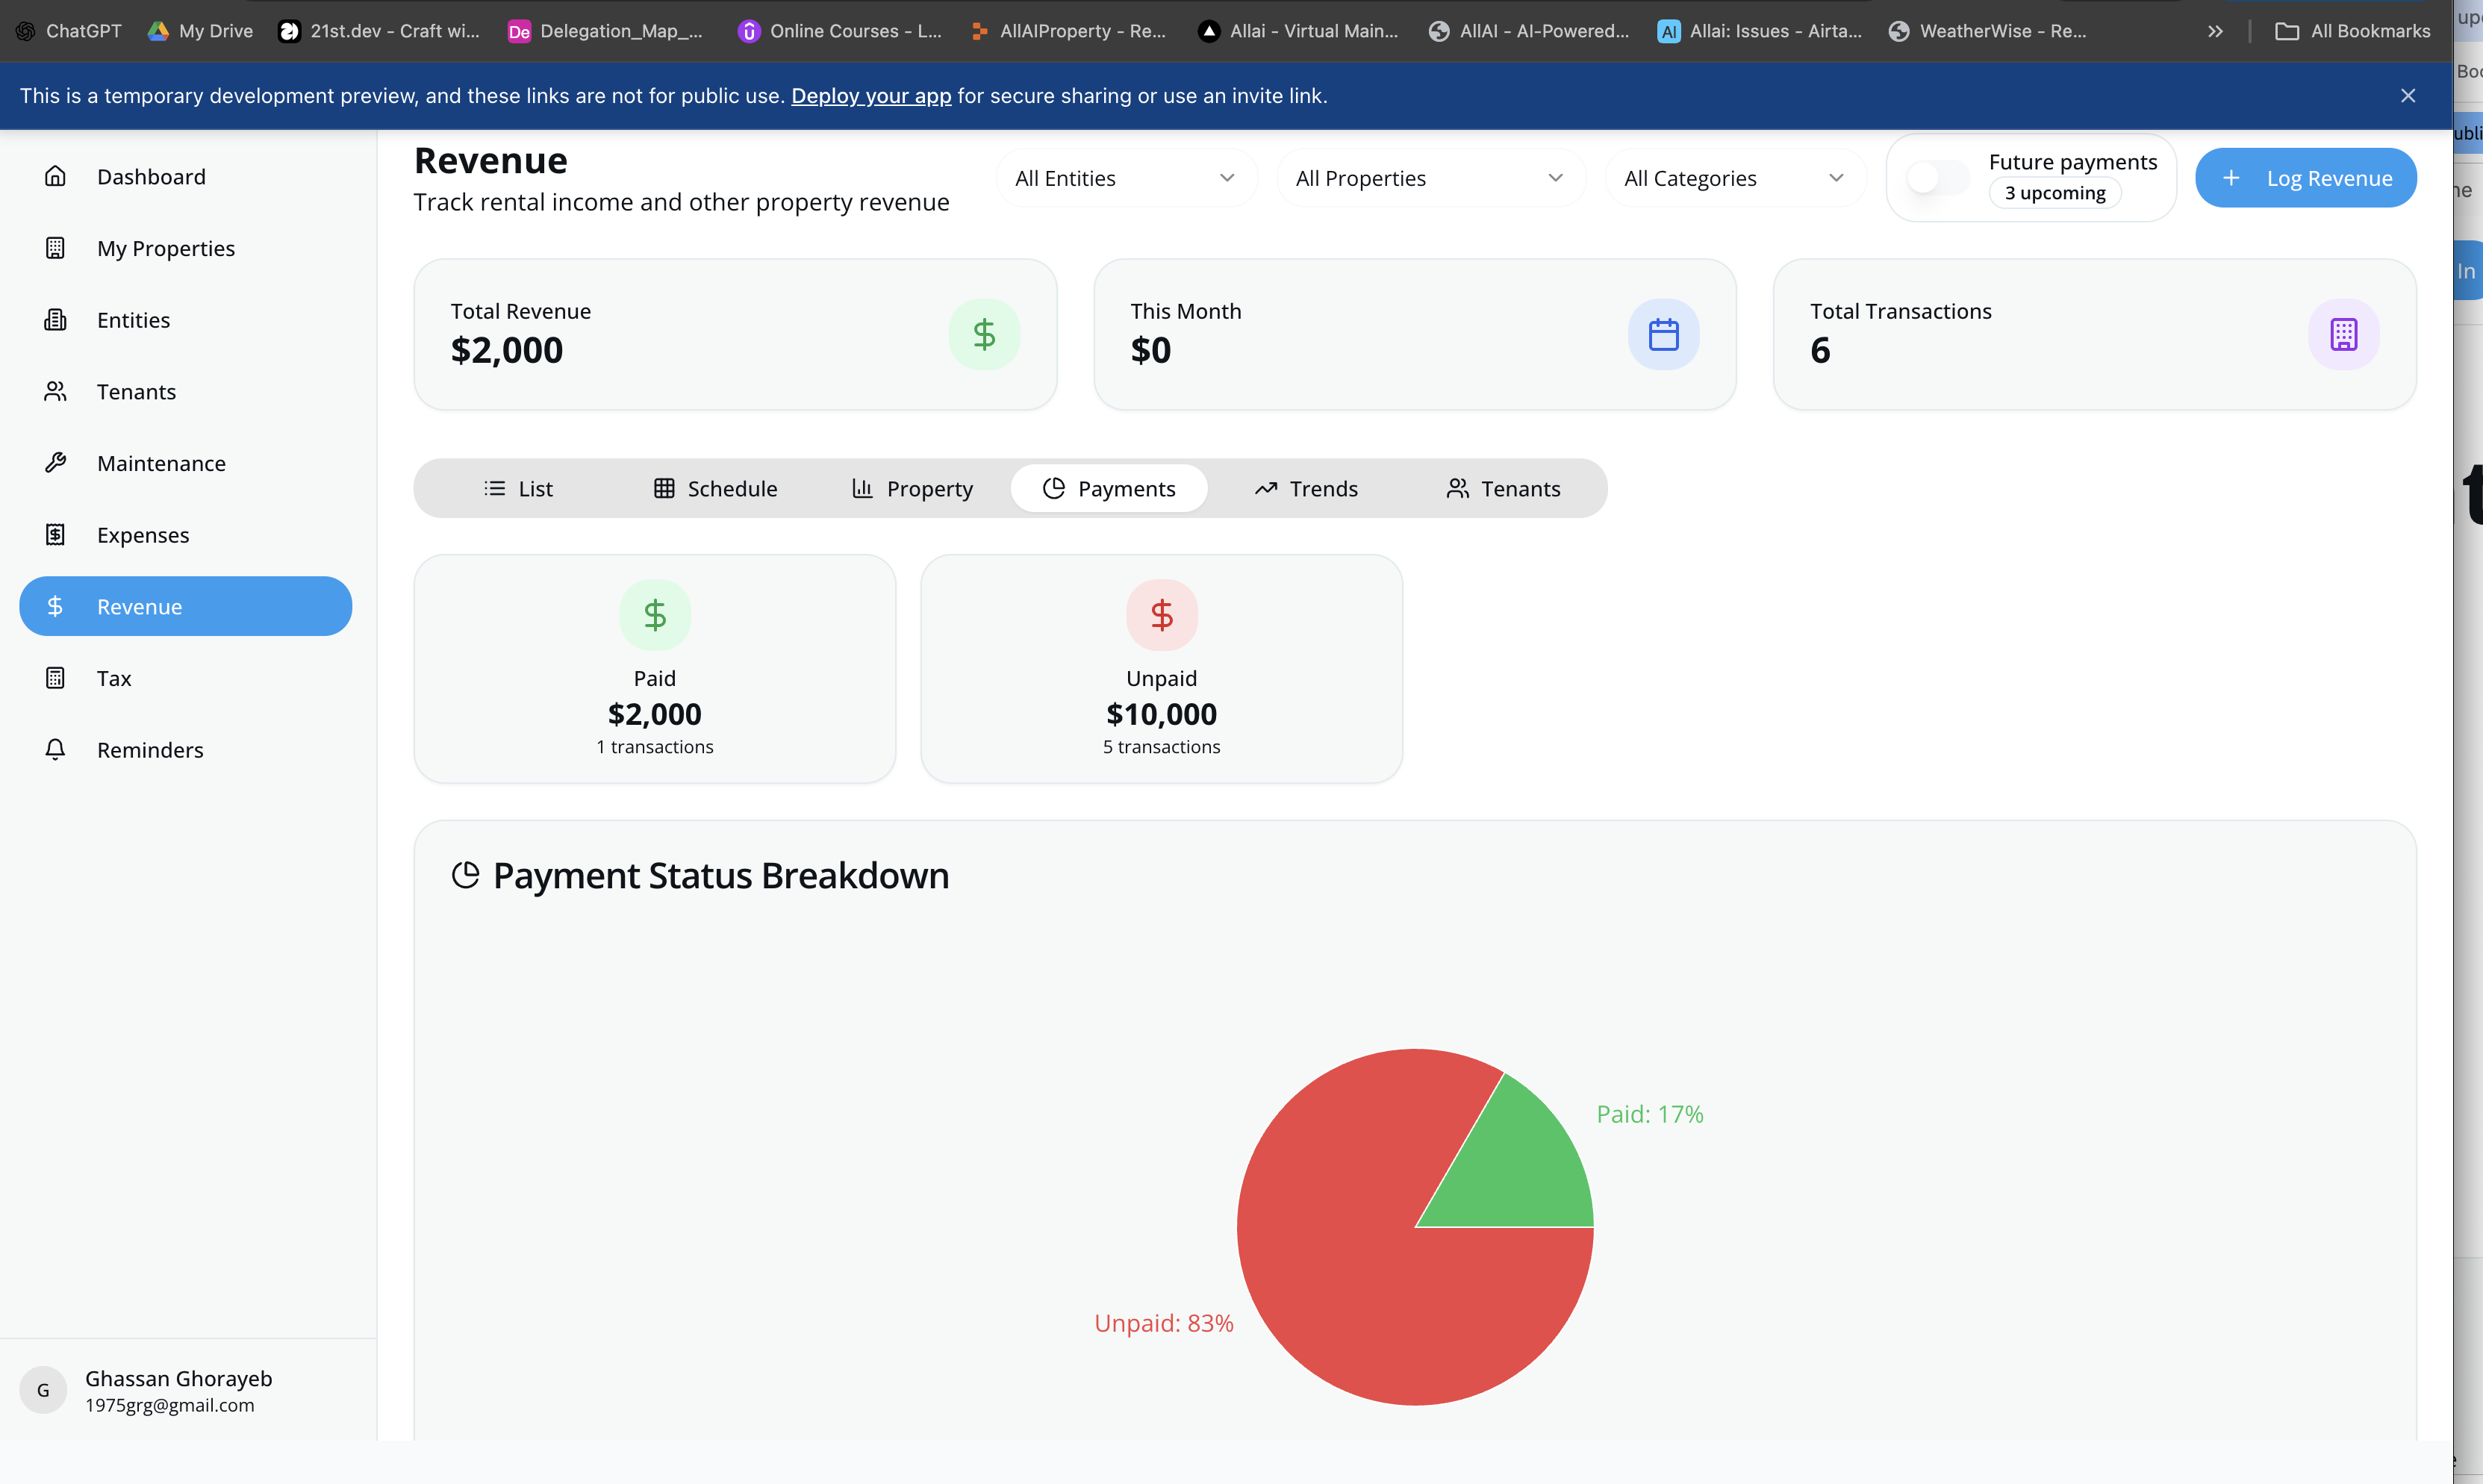 ChatGPT
My Drive
21st.dev - Craft wi...
De
Delegation_Map_...
Online Courses - L...
AllAIProperty - Re...
Allai - Virtual Main...
AllAI - AI-Powered...
AI
Allai: Issues - Airta...
WeatherWise - Re...
All Bookmarks
This is a temporary development preview, and these links are not for public use. Deploy your app for secure sharing or use an invite link.
Dashboard
My Properties
Entities
Tenants
Maintenance
Expenses
Revenue
Tax
Reminders
G
Ghassan Ghorayeb
1975grg@gmail.com
Revenue
Track rental income and other property revenue
All Entities
All Properties
All Categories
Future payments
3 upcoming
Log Revenue
Total Revenue
$2,000
This Month
$0
Total Transactions
6
List
Schedule
Property
Payments
Trends
Tenants
Paid
$2,000
1 transactions
Unpaid
$10,000
5 transactions
Payment Status Breakdown
Paid: 17%
Unpaid: 83%
In